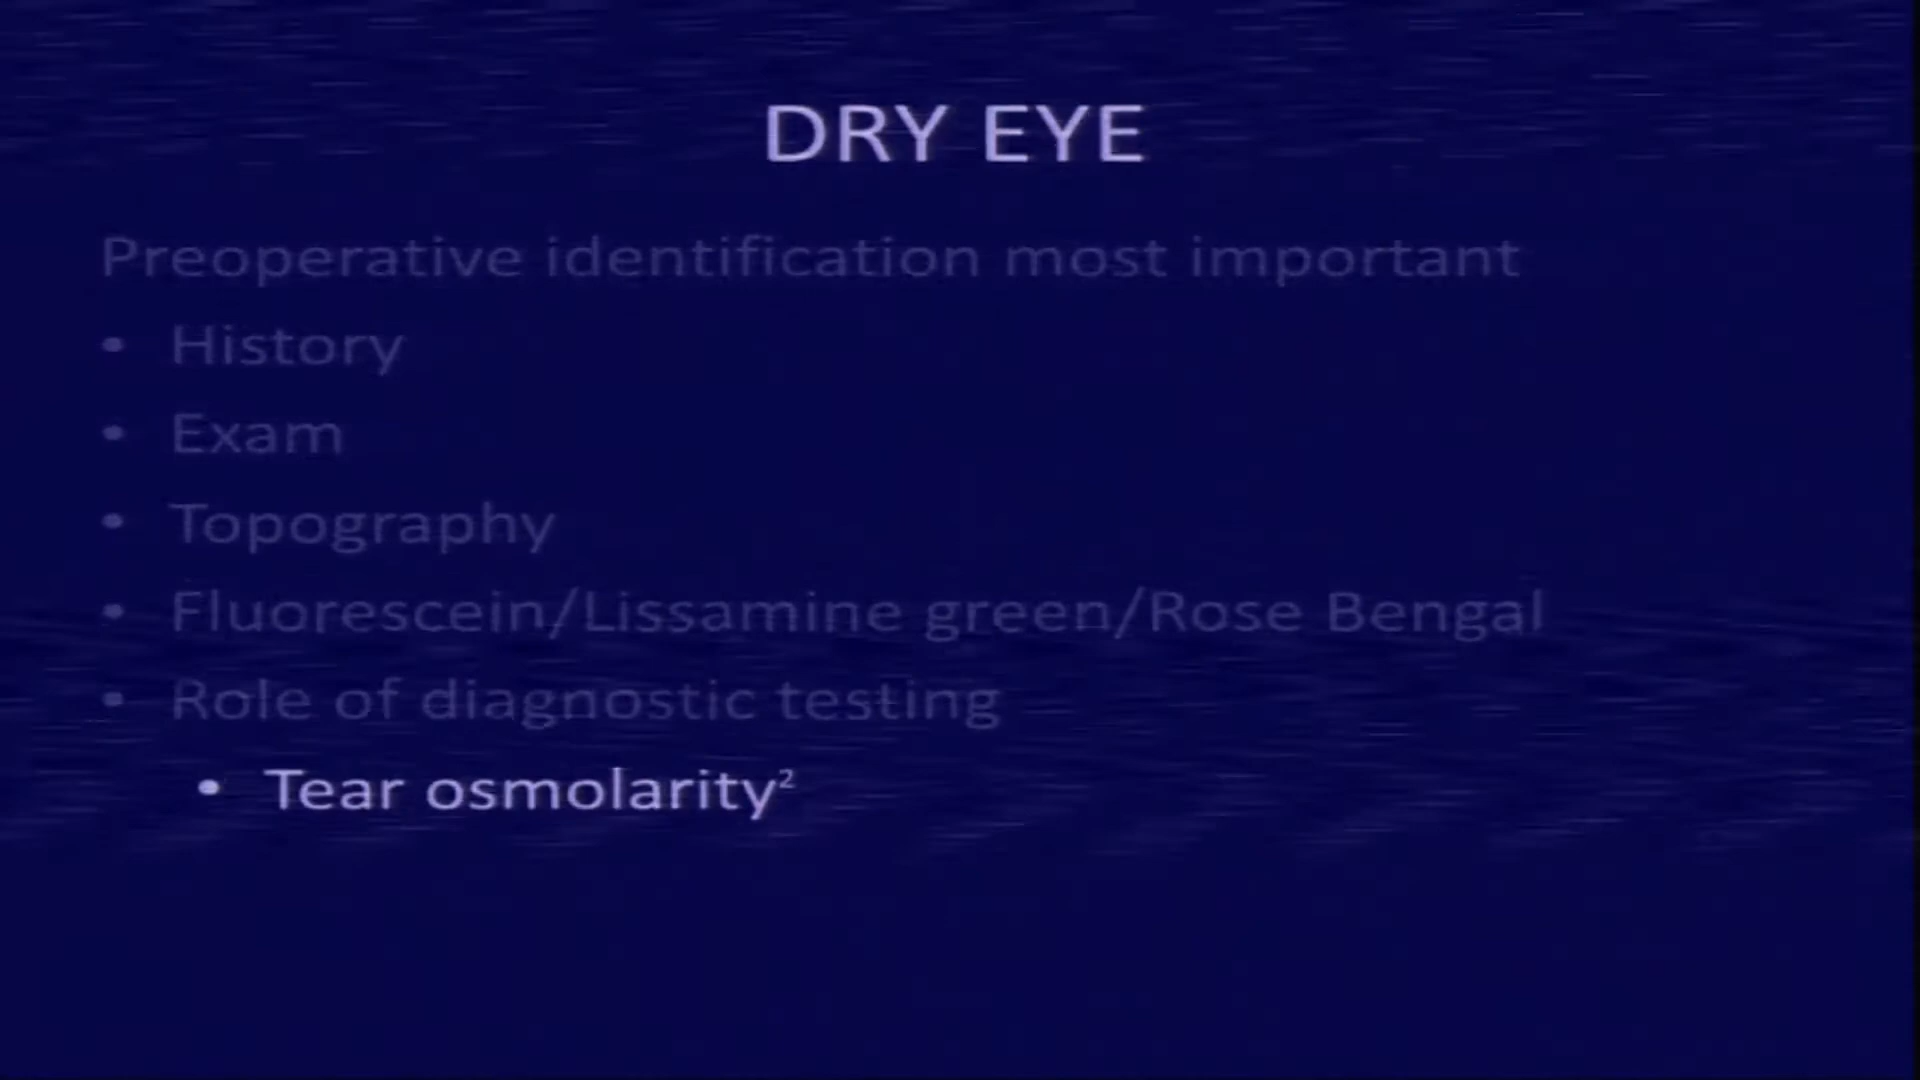 DRY EYE
Preoperative identification most important
• History
• Exam
• Topography
• Fluorescein/Lissamine green/Rose Bengal
• Role of diagnostic testing
• Tear osmolarity²